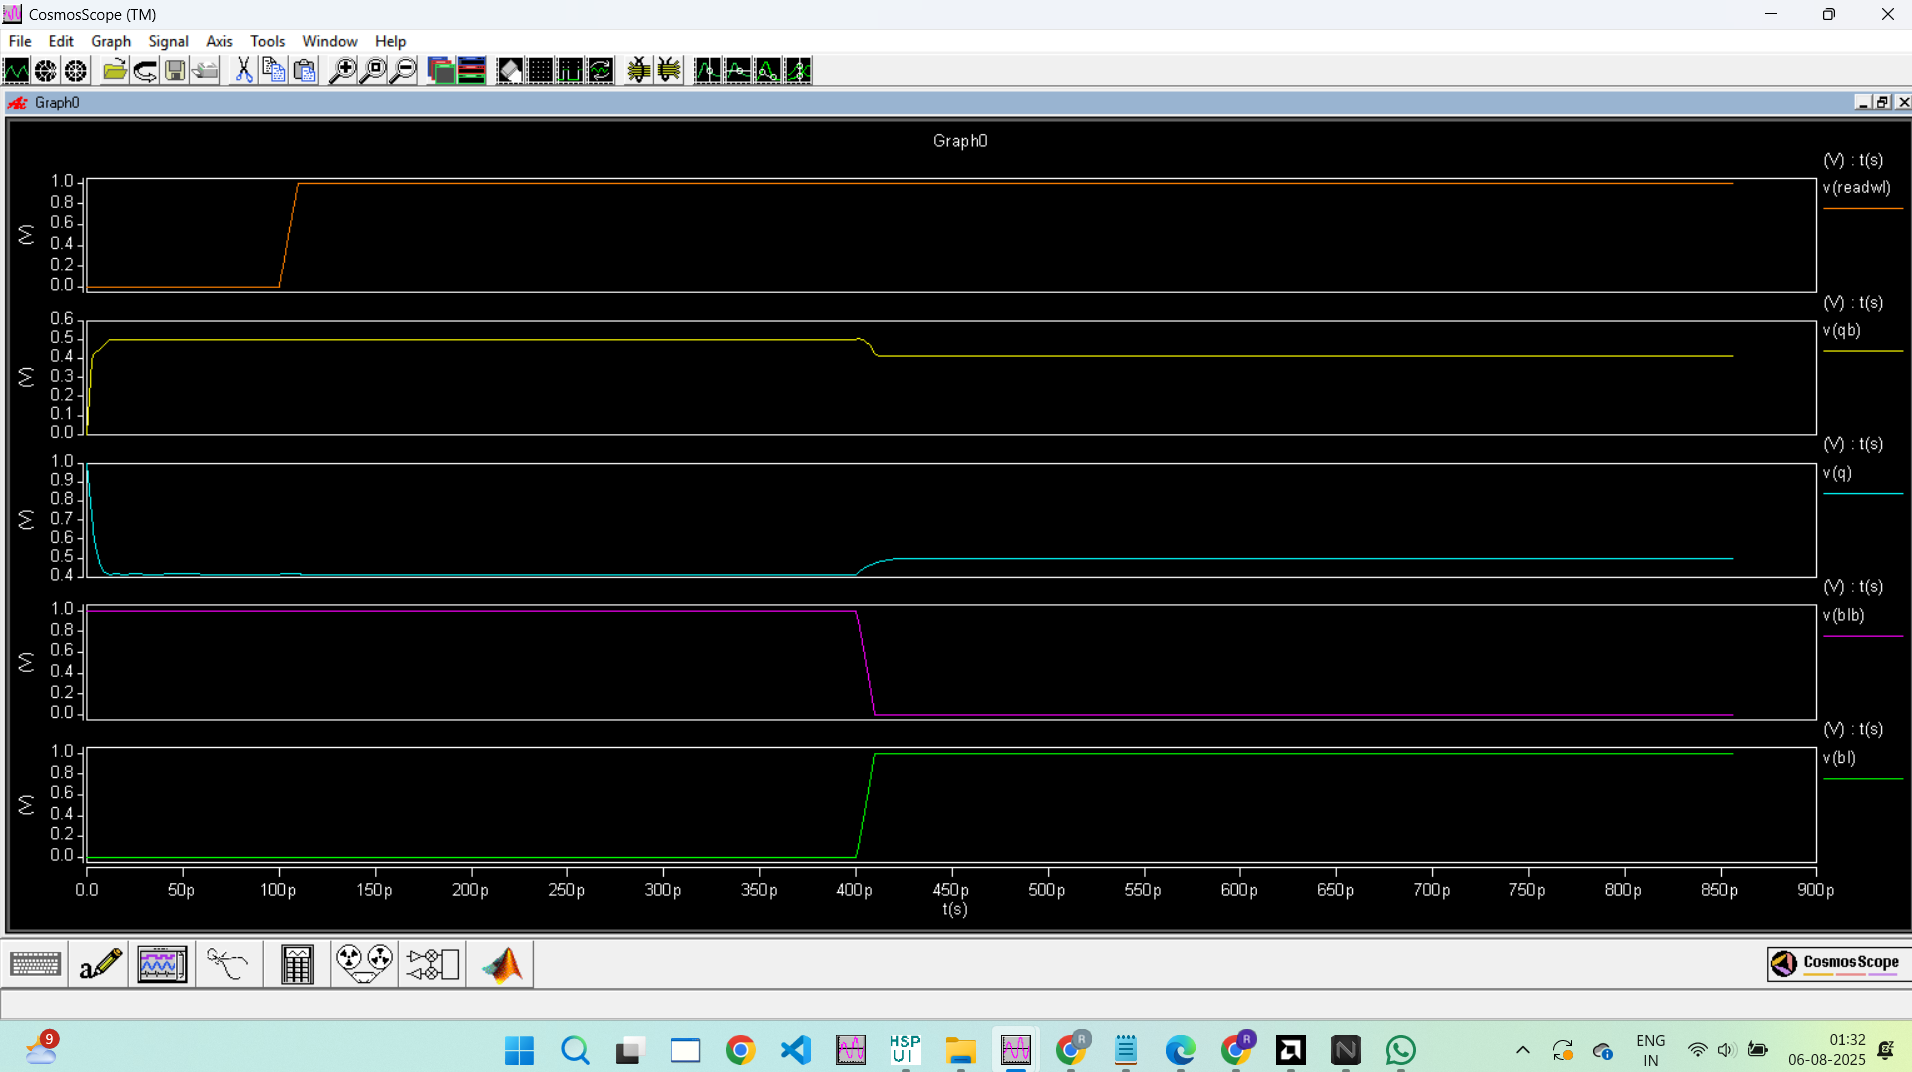 CosmosScope (TM)
File Edit Graph Signal Axis Tools Window Help
Graph0
Graph0
(V) : t(s)
v(readwl)
1.0
0.8
0.6
0.4
0.2
0.0
(V)
(V) : t(s)
v(qb)
0.6
0.5
0.4
0.3
0.2
0.1
0.0
(V)
(V) : t(s)
v(q)
1.0
0.9
0.8
0.7
0.6
0.5
0.4
(V)
(V) : t(s)
v(blb)
1.0
0.8
0.6
0.4
0.2
0.0
(V)
(V) : t(s)
v(bl)
1.0
0.8
0.6
0.4
0.2
0.0
(V)
0.0 50p 100p 150p 200p 250p 300p 350p 400p 450p 500p 550p 600p 650p 700p 750p 800p 850p 900p
t(s)
a
CosmosScope
9
HSP
UI
R
R
N
ENG
IN
01:32
06-08-2025